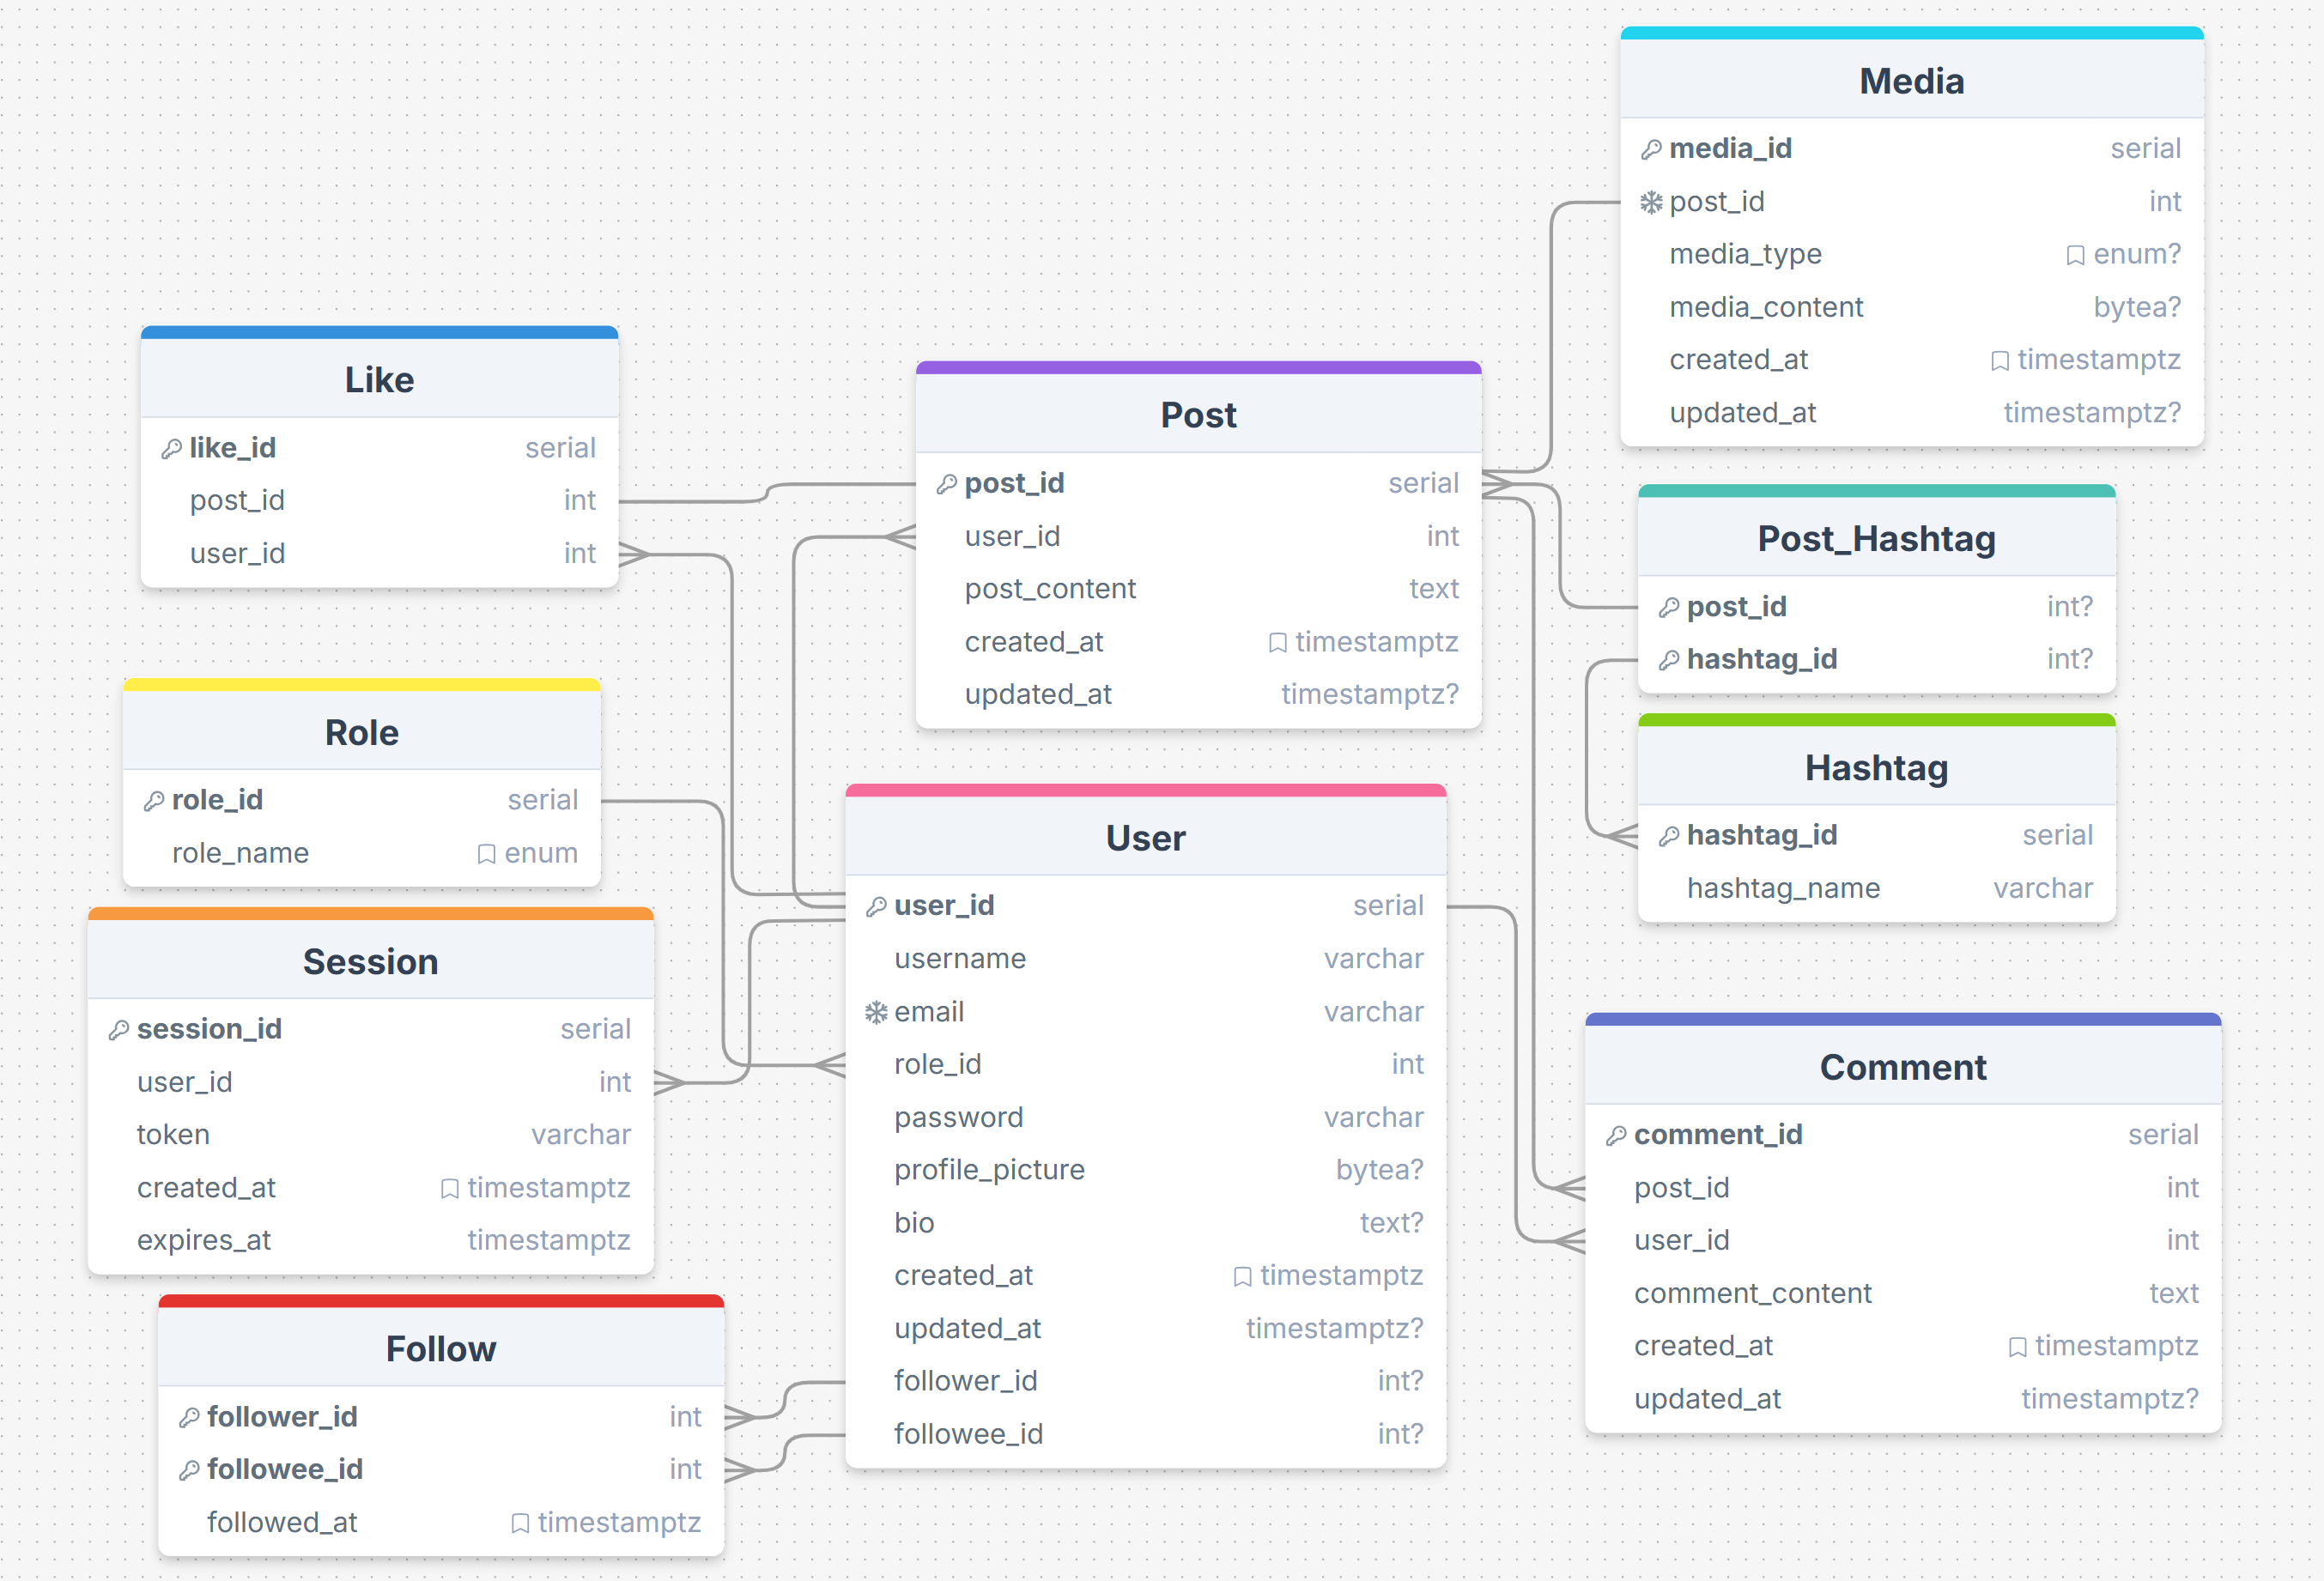 Media
media_id serial
post_id int
media_type enum?
media_content bytea?
created_at timestamptz
updated_at timestamptz?
Like
like_id serial
post_id int
user_id int
Post
post_id serial
user_id int
post_content text
created_at timestamptz
updated_at timestamptz?
Post_Hashtag
post_id int?
hashtag_id int?
Role
role_id serial
role_name enum
Hashtag
hashtag_id serial
hashtag_name varchar
User
user_id serial
username varchar
email varchar
role_id int
password varchar
profile_picture bytea?
bio text?
created_at timestamptz
updated_at timestamptz?
follower_id int?
followee_id int?
Session
session_id serial
user_id int
token varchar
created_at timestamptz
expires_at timestamptz
Comment
comment_id serial
post_id int
user_id int
comment_content text
created_at timestamptz
updated_at timestamptz?
Follow
follower_id int
followee_id int
followed_at timestamptz